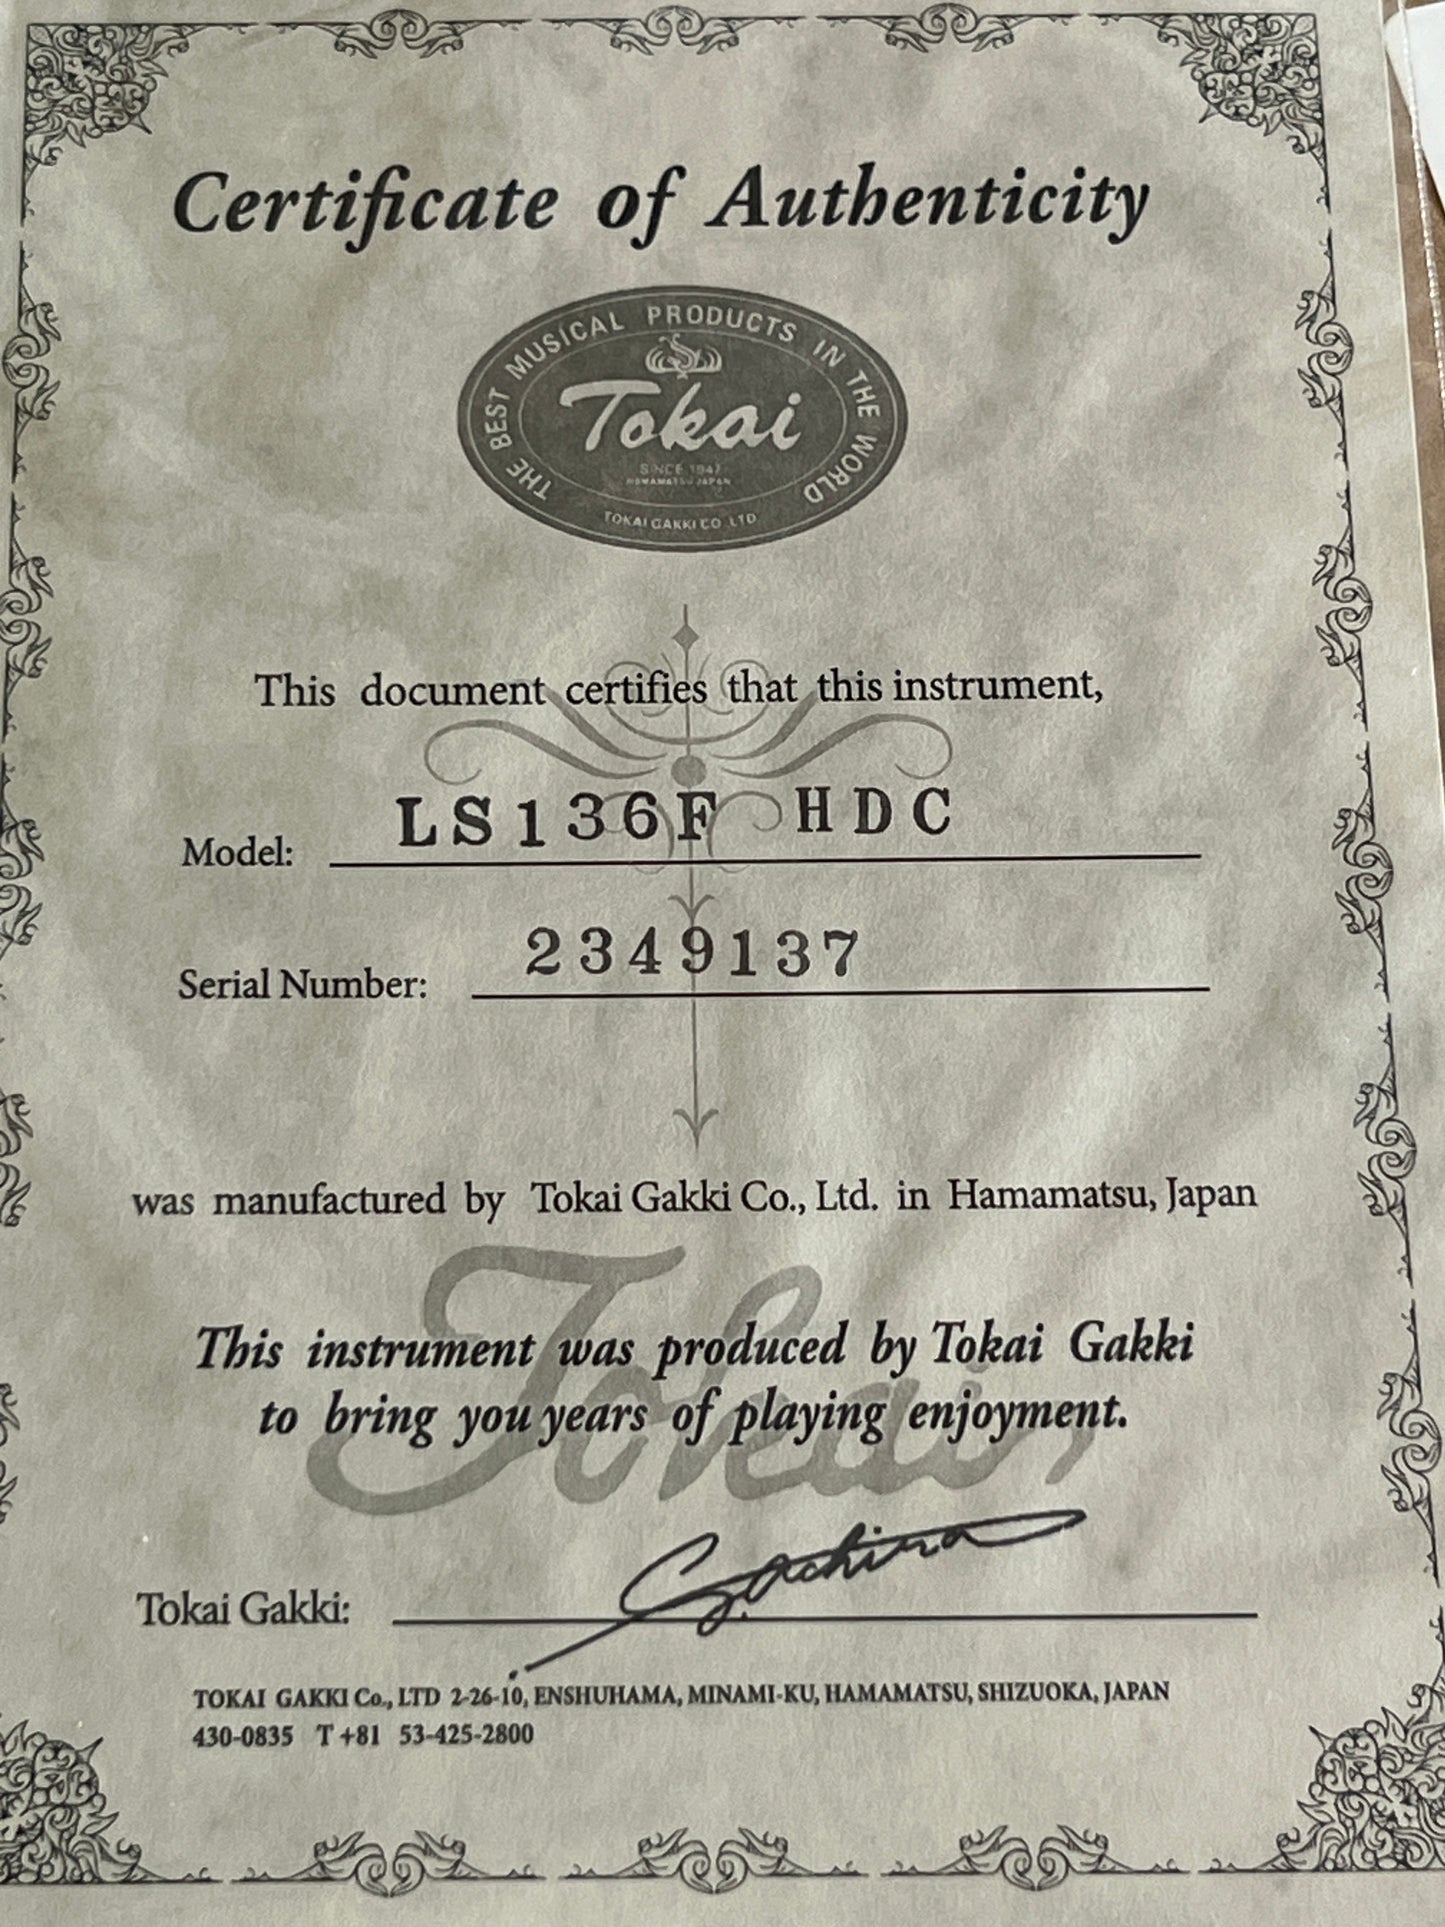 Certificate of Authenticity
THE BEST MUSICAL PRODUCTS IN THE WORLD
Tokai
SINCE 1947
HAMAMATSU JAPAN
TOKAI GAKKI CO. LTD
This document certifies that this instrument,
Model: LS136F HDC
Serial Number: 2349137
was manufactured by Tokai Gakki Co., Ltd. in Hamamatsu, Japan
Tokai
This instrument was produced by Tokai Gakki
to bring you years of playing enjoyment.
Tokai Gakki:
TOKAI GAKKI Co., LTD 2-26-10, ENSHUHAMA, MINAMI-KU, HAMAMATSU, SHIZUOKA, JAPAN
430-0835 T +81 53-425-2800